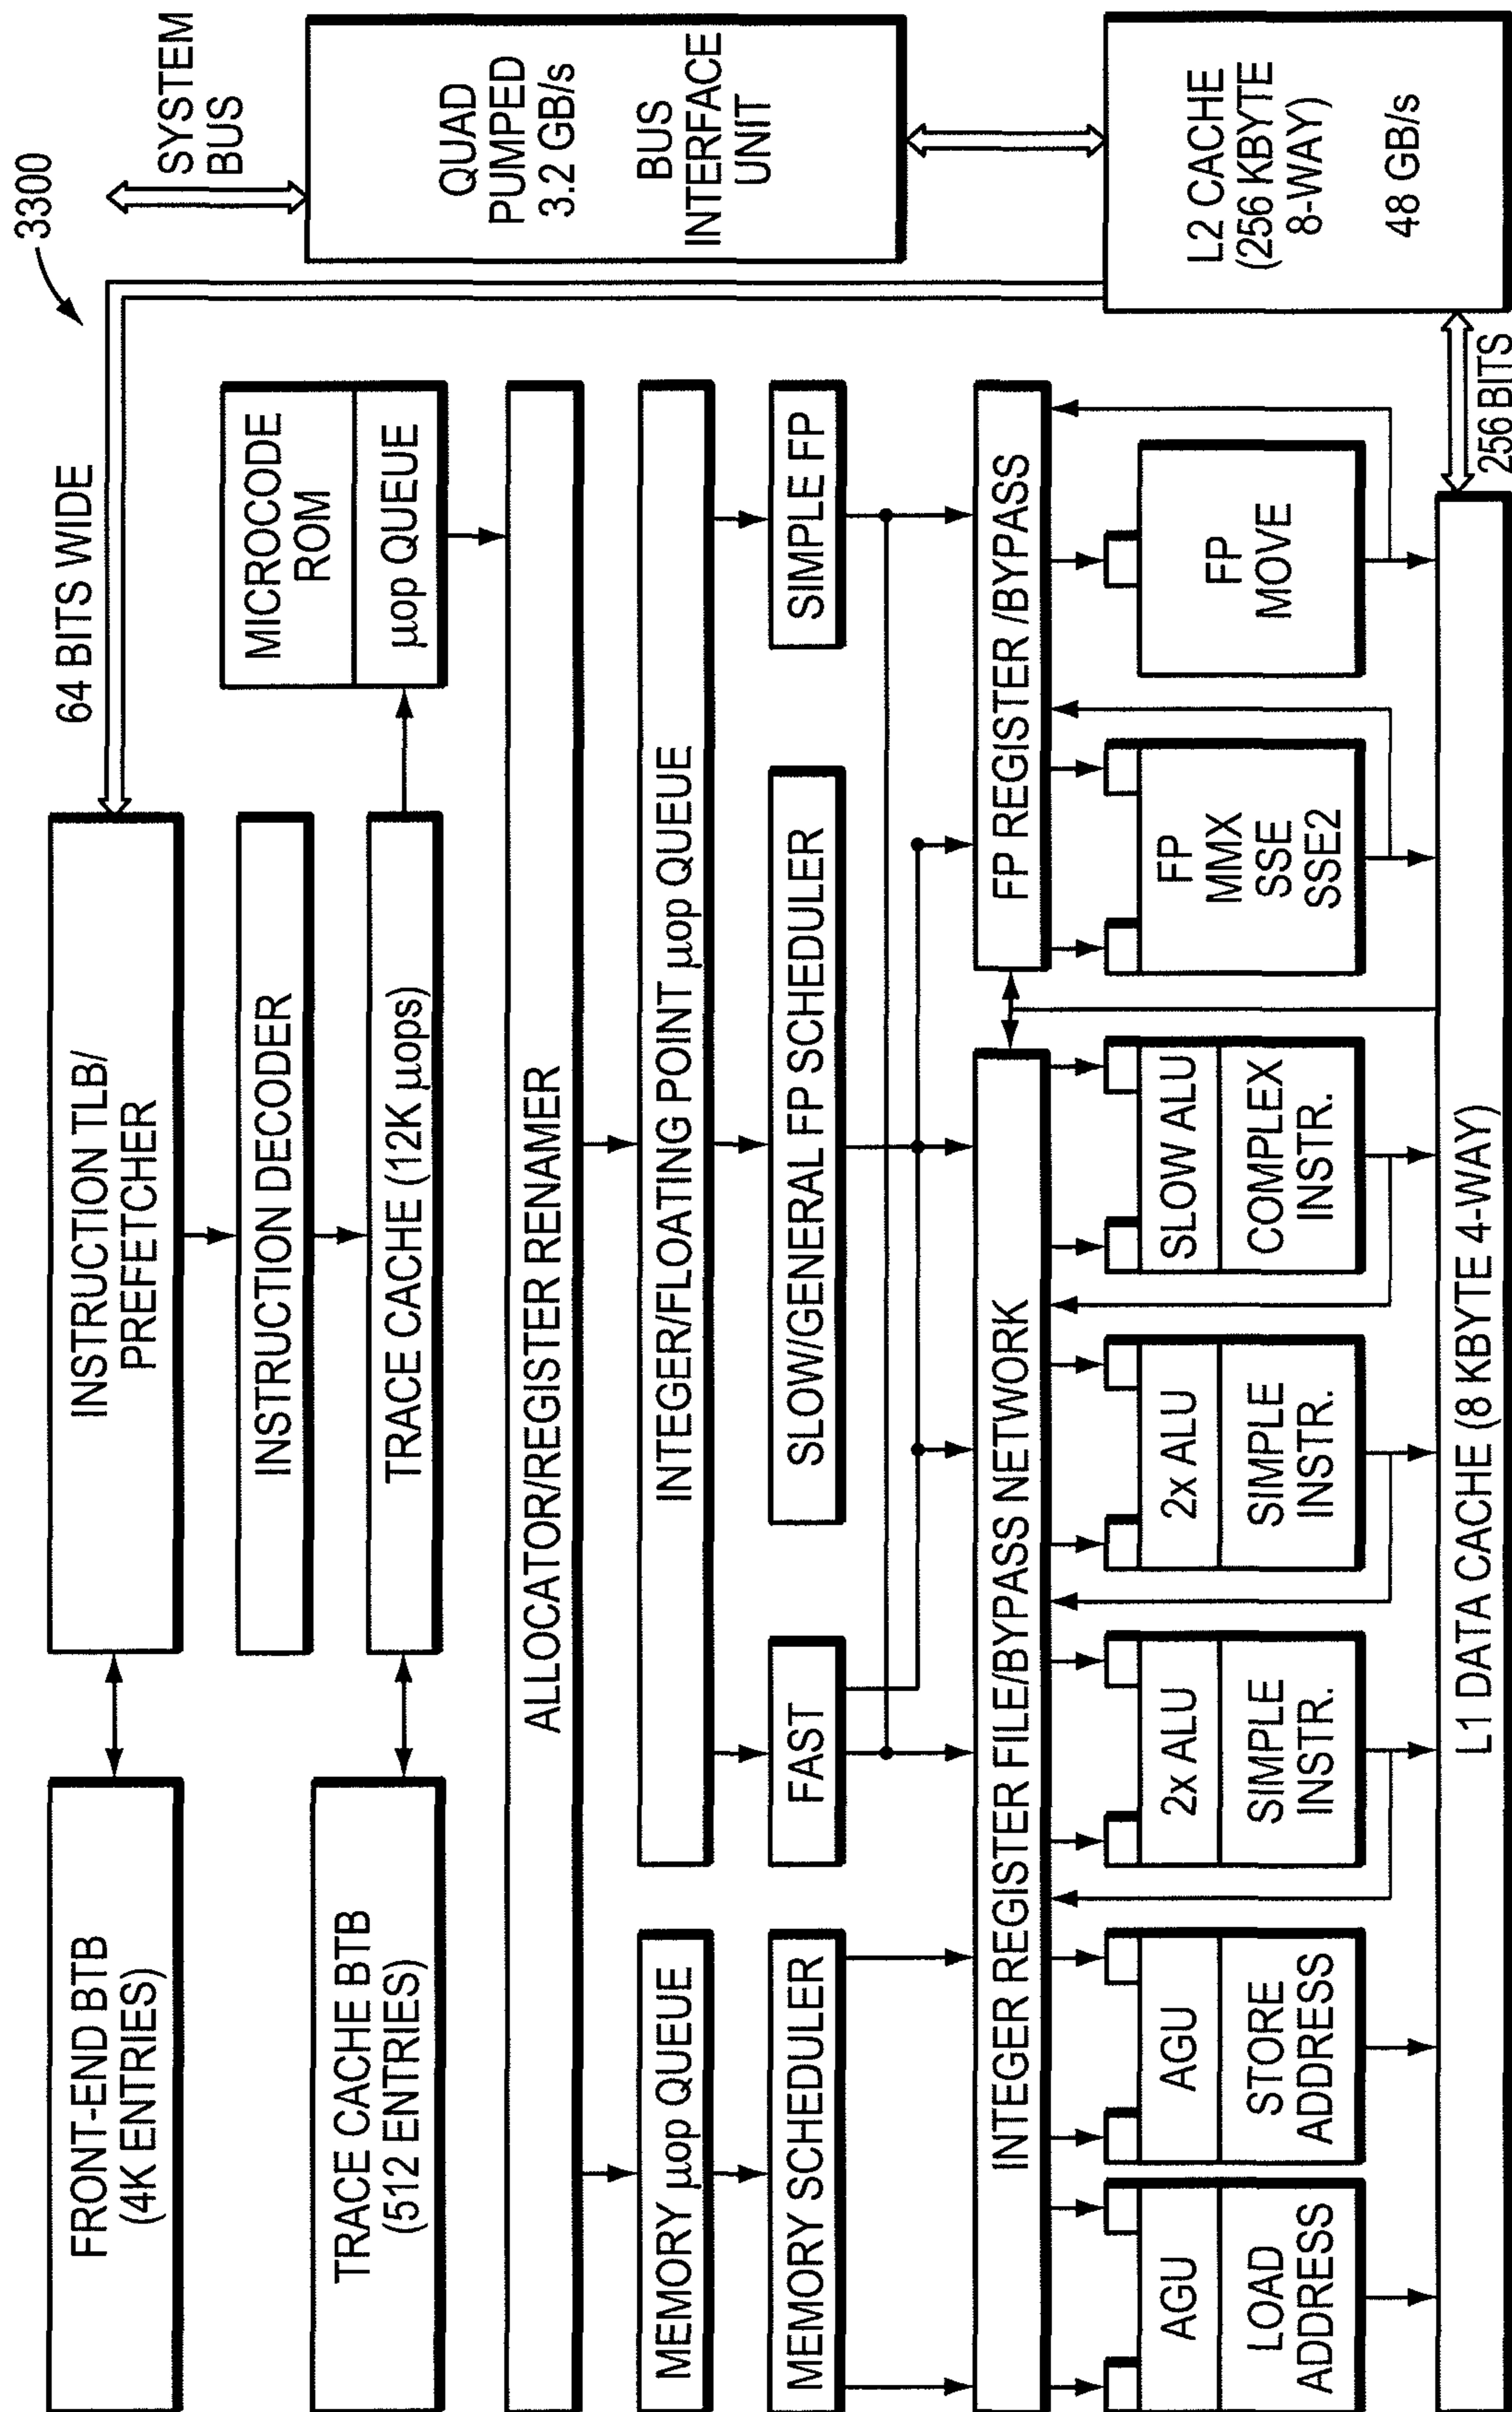 3300
64 BITS WIDE
SYSTEM
BUS
FRONT-END BTB
(4K ENTRIES)
INSTRUCTION TLB/
PREFETCHER
QUAD
PUMPED
3.2 GB/s
BUS
INTERFACE
UNIT
INSTRUCTION DECODER
MICROCODE
ROM
µop QUEUE
TRACE CACHE BTB
(512 ENTRIES)
TRACE CACHE (12K µops)
ALLOCATOR/REGISTER RENAMER
MEMORY µop QUEUE
INTEGER/FLOATING POINT µop QUEUE
MEMORY SCHEDULER
FAST
SLOW/GENERAL FP SCHEDULER
SIMPLE FP
INTEGER REGISTER FILE/BYPASS NETWORK
FP REGISTER /BYPASS
AGU
LOAD
ADDRESS
AGU
STORE
ADDRESS
2x ALU
SIMPLE
INSTR.
2x ALU
SIMPLE
INSTR.
SLOW ALU
COMPLEX
INSTR.
FP
MMX
SSE
SSE2
FP
MOVE
L2 CACHE
(256 KBYTE
8-WAY)
48 GB/s
L1 DATA CACHE (8 KBYTE 4-WAY)
256 BITS